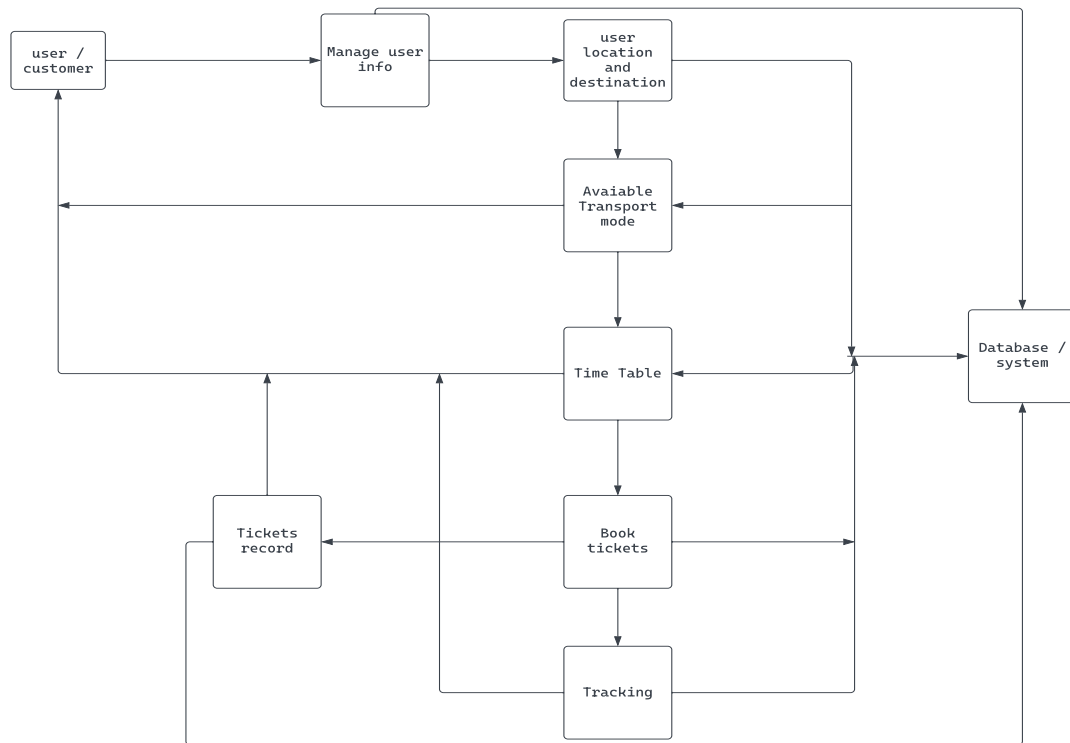 user /
customer
Manage user
info
user
location
and
destination
Avaiable
Transport
mode
Time Table
Database /
system
Tickets
record
Book
tickets
Tracking